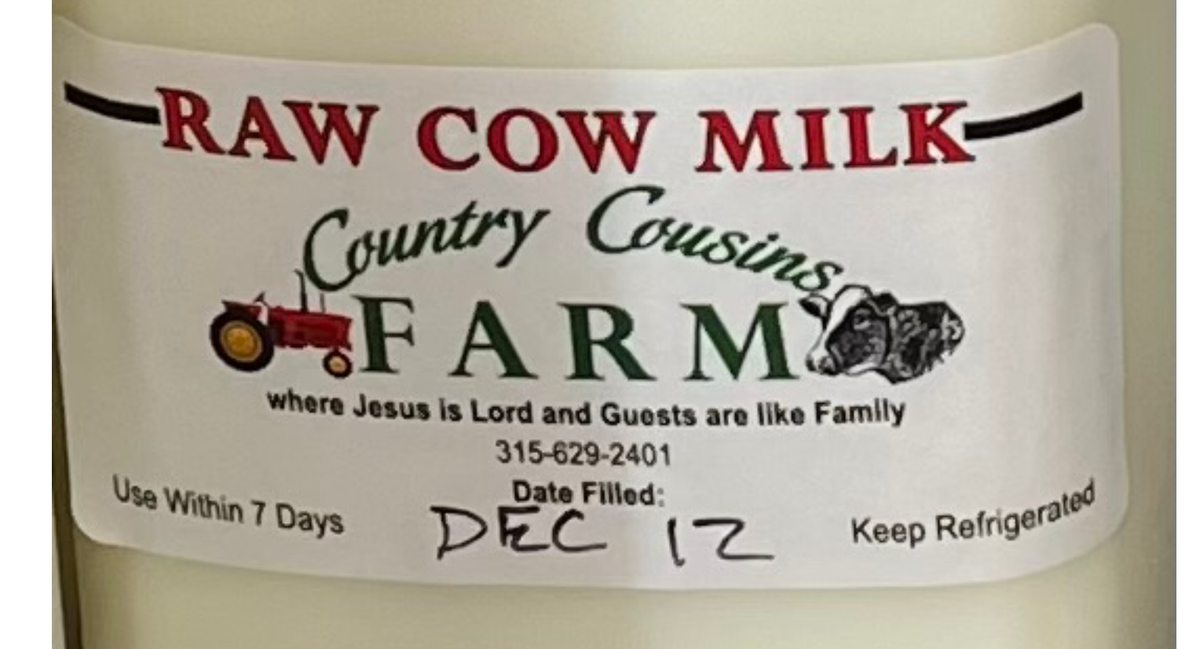 RAW COW MILK
Country Cousins
FARM
where Jesus is Lord and Guests are like Family
315-629-2401
Date Filled:
Use Within 7 Days
DEC 12
Keep Refrigerated